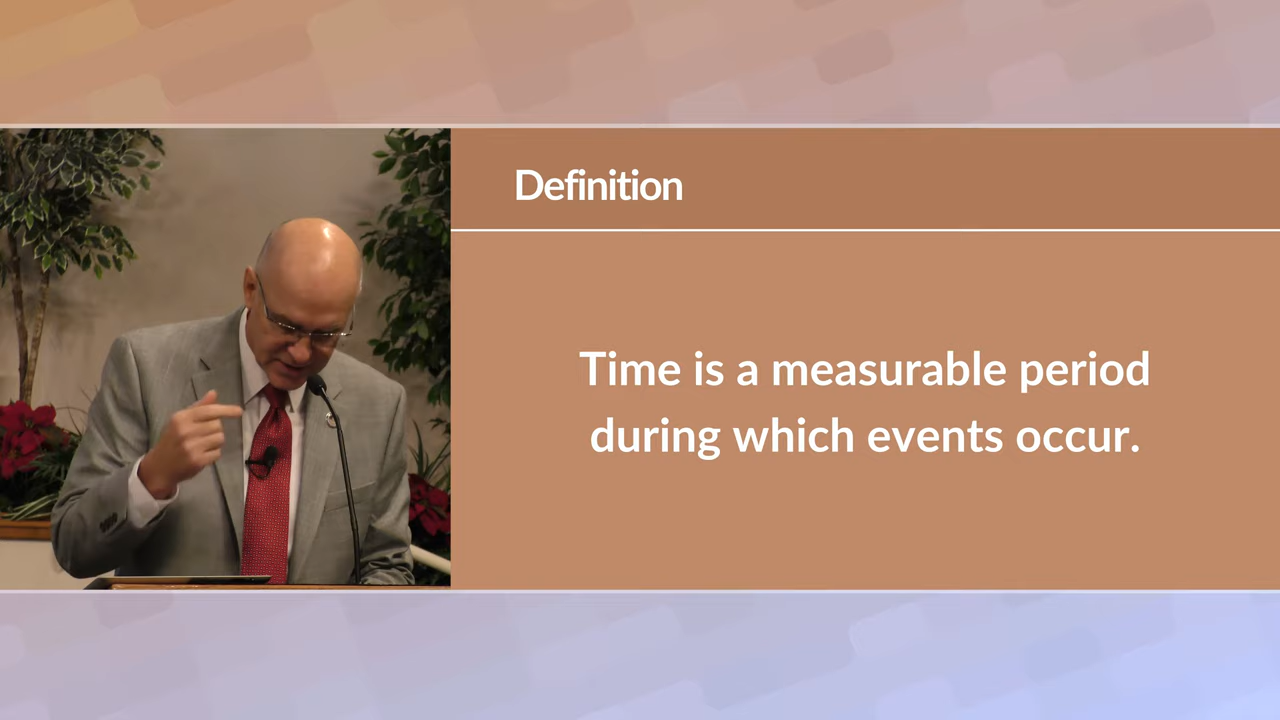 Definition
Time is a measurable period
during which events occur.